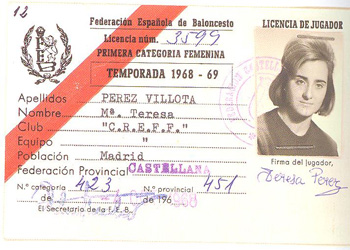 12
Federación Española de Baloncesto
Licencia núm. 3599
PRIMERA CATEGORIA FEMENINA
TEMPORADA 1968 - 69
LICENCIA DE JUGADOR
Apellidos PEREZ VILLOTA
Nombre Mª. Teresa
Club "C.R.E.F.F."
Equipo "
Población Madrid
Federación Provincial CASTELLANA
N.º categoría 423 N.º provincial 451
de 196
El Secretario de la F.E.B.
Firma del Jugador,
Teresa Perez